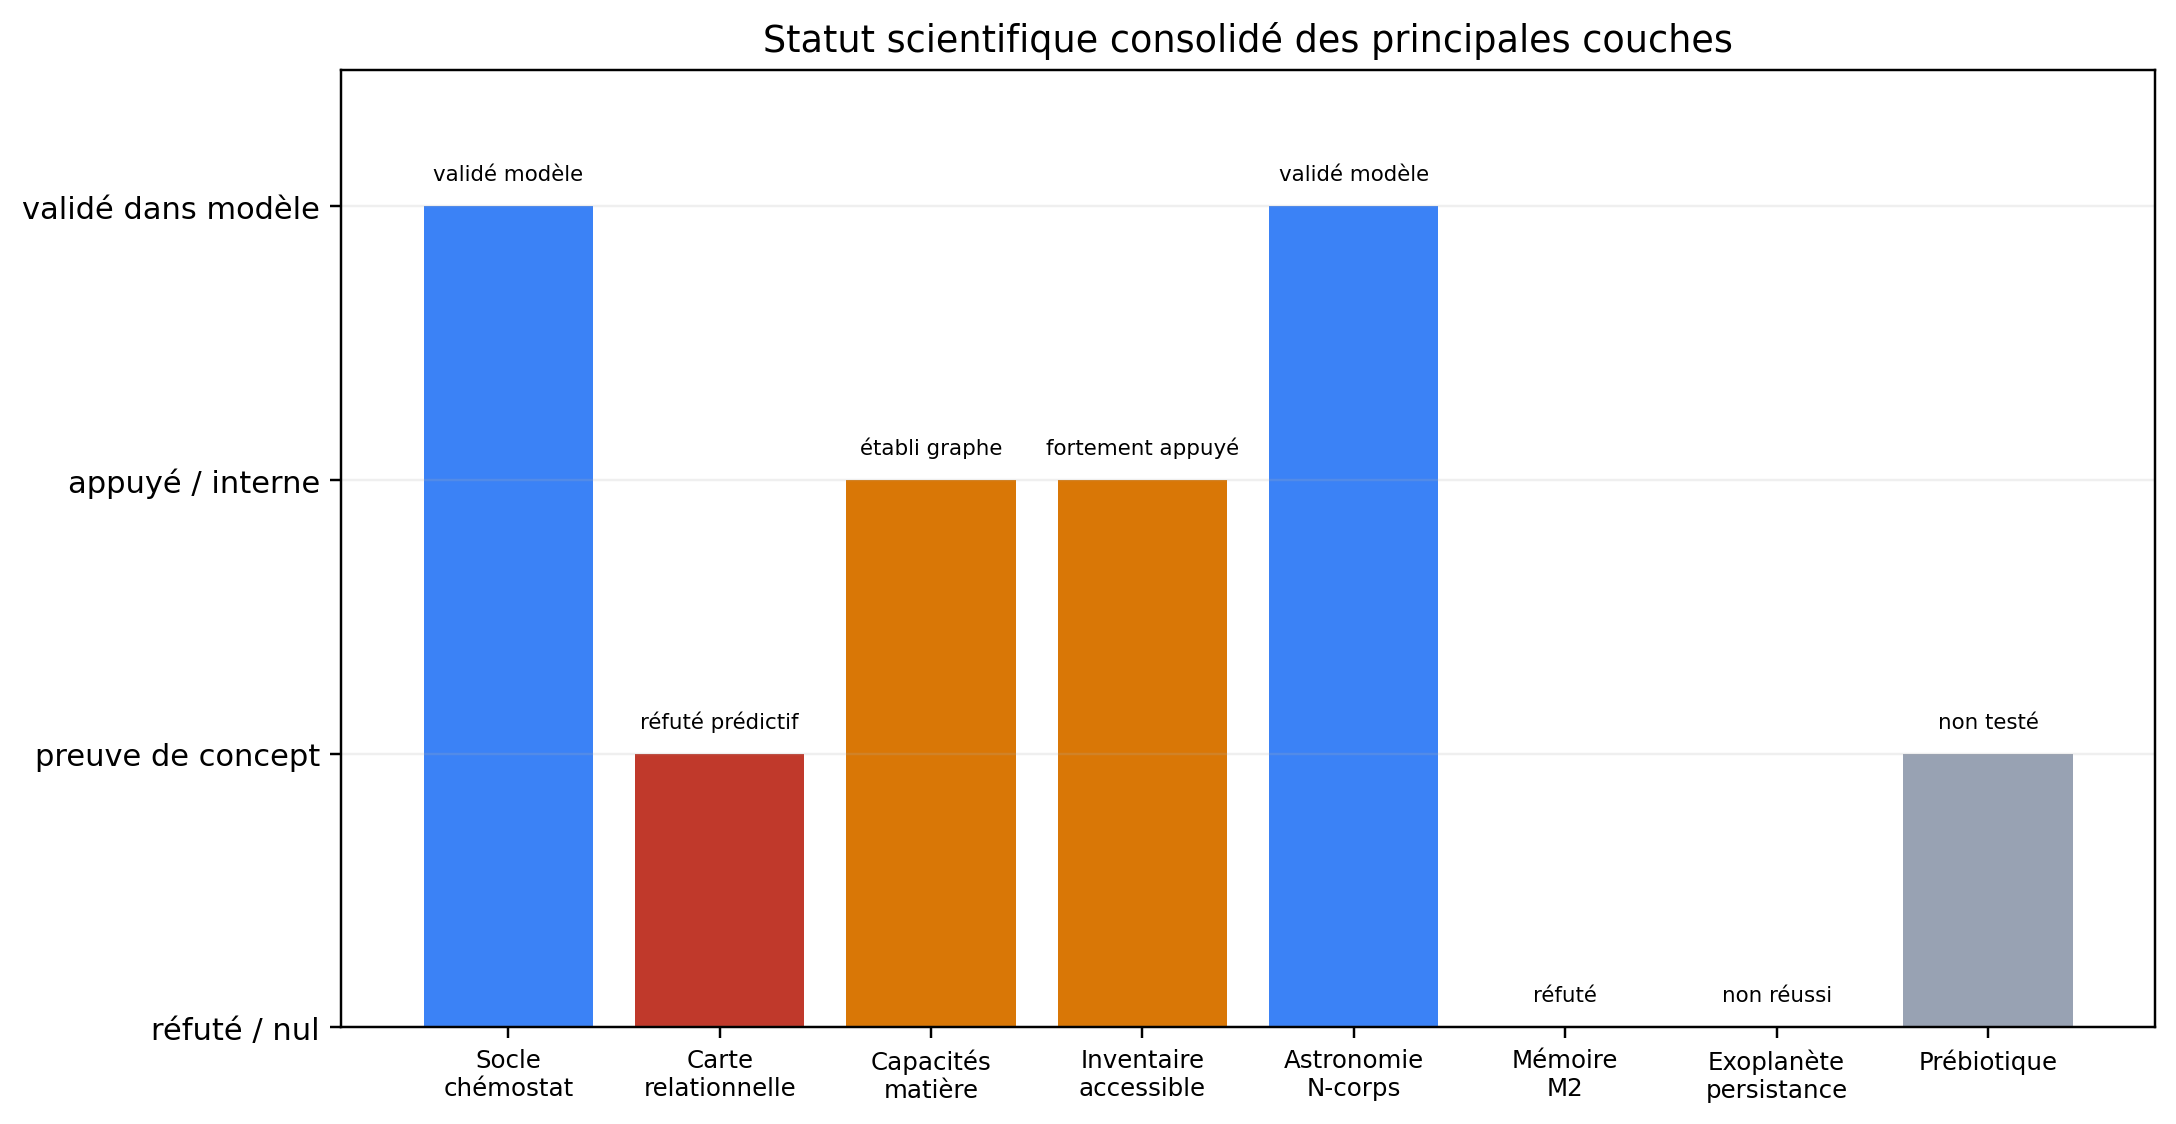 Statut scientifique consolidé des principales couches
validé dans modèle
appuyé / interne
preuve de concept
réfuté / nul
validé modèle
réfuté prédictif
établi graphe
fortement appuyé
validé modèle
réfuté
non réussi
non testé
Socle
chémostat
Carte
relationnelle
Capacités
matière
Inventaire
accessible
Astronomie
N-corps
Mémoire
M2
Exoplanète
persistance
Prébiotique